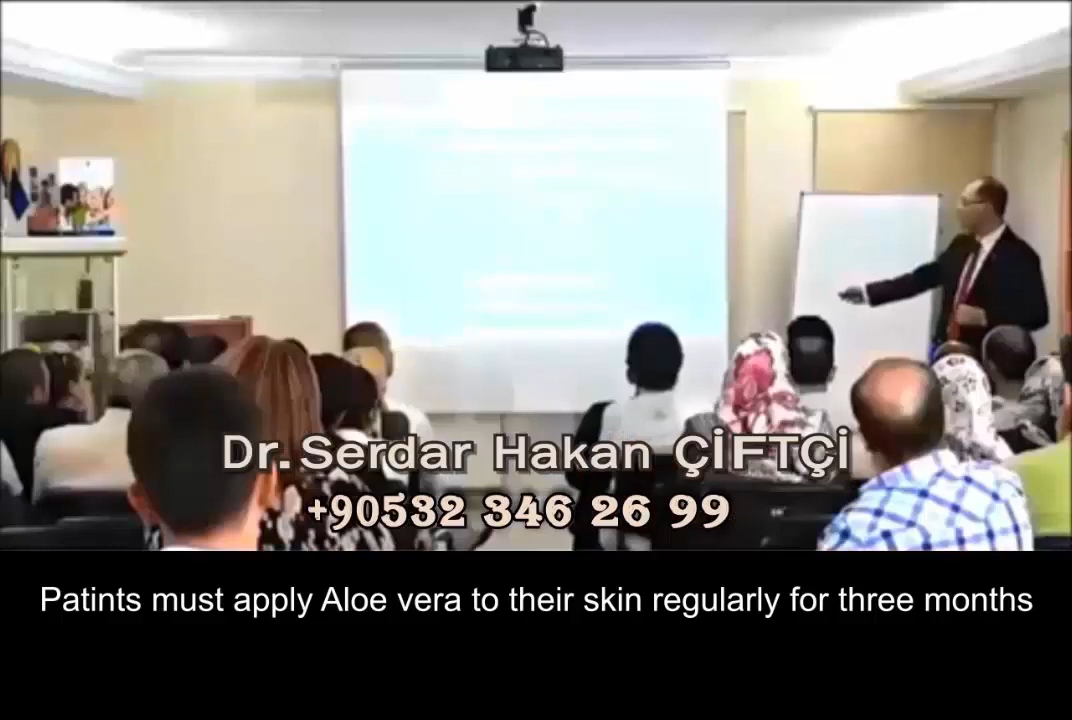 Dr. Serdar Hakan ÇİFTÇİ
+90532 346 26 99
Patints must apply Aloe vera to their skin regularly for three months